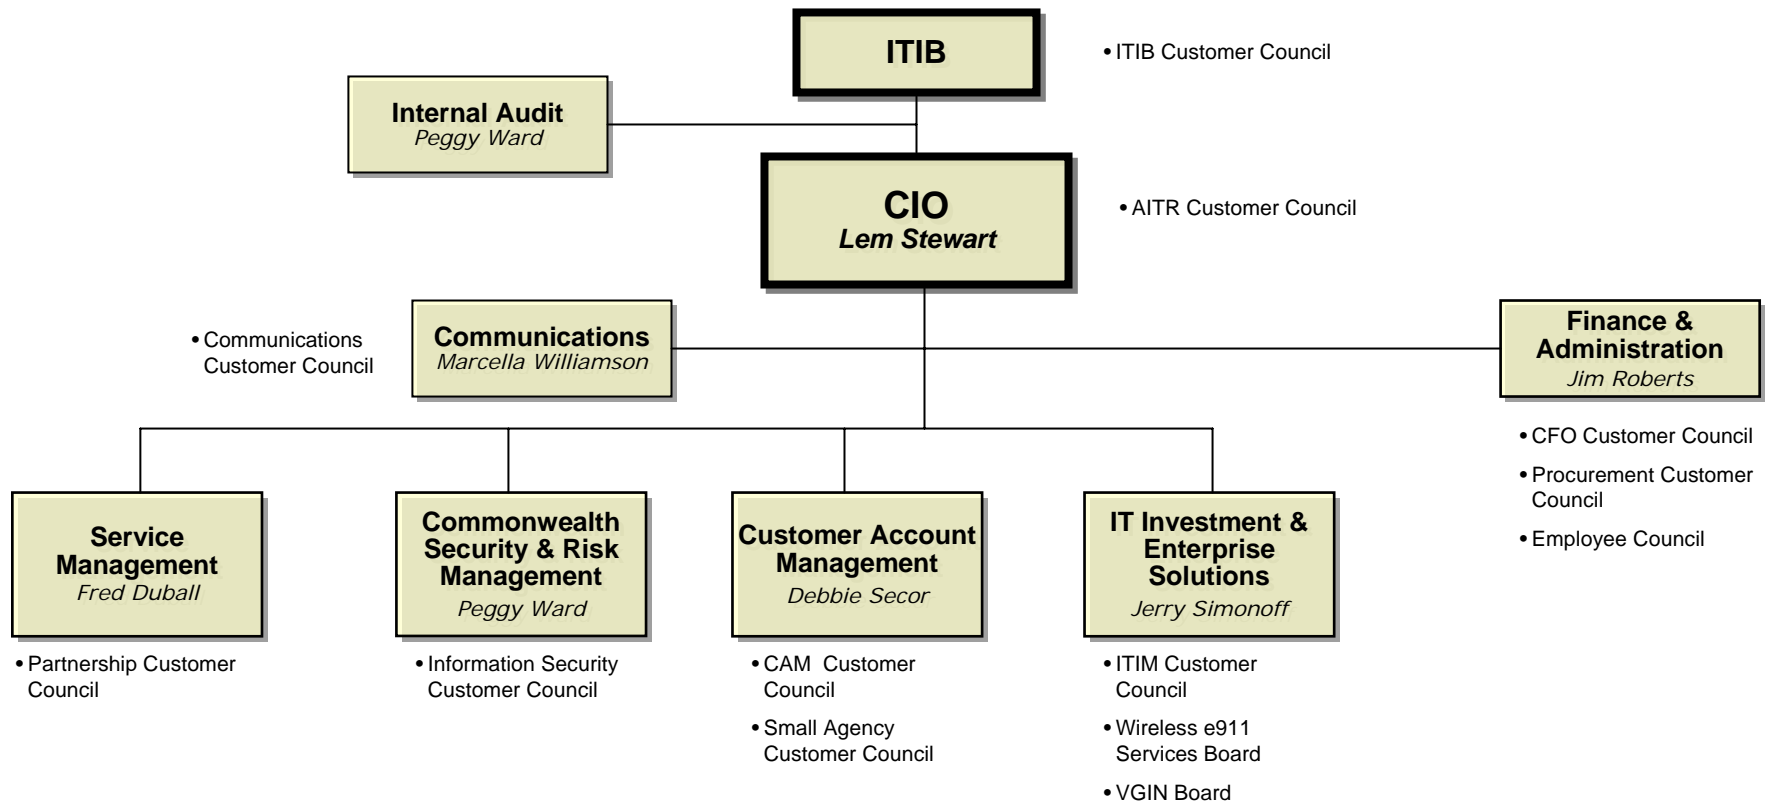 ITIB
• ITIB Customer Council
Internal Audit
Peggy Ward
CIO
Lem Stewart
• AITR Customer Council
• Communications
Customer Council
Communications
Marcella Williamson
Finance &
Administration
Jim Roberts
• CFO Customer Council
• Procurement Customer
Council
• Employee Council
Service
Management
Fred Duball
• Partnership Customer
Council
Commonwealth
Security & Risk
Management
Peggy Ward
• Information Security
Customer Council
Customer Account
Management
Debbie Secor
• CAM Customer
Council
• Small Agency
Customer Council
IT Investment &
Enterprise
Solutions
Jerry Simonoff
• ITIM Customer
Council
• Wireless e911
Services Board
• VGIN Board